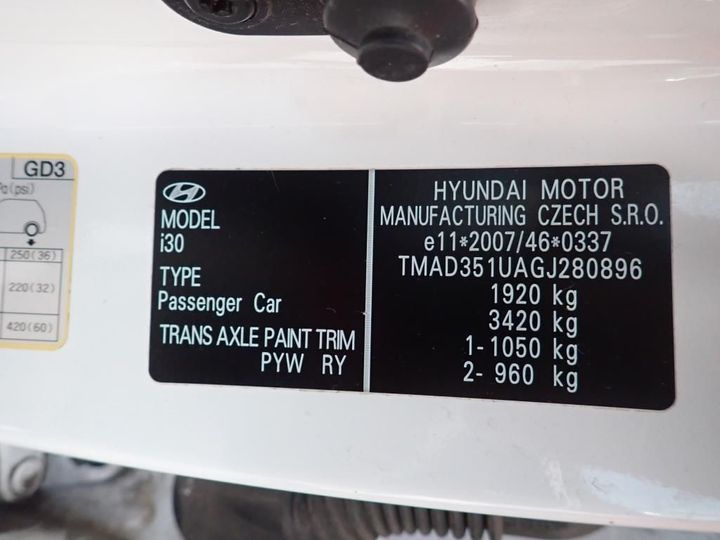 GD3
(psi)
250(36)
220(32)
420(60)
MODEL
i30
TYPE
Passenger Car
TRANS AXLE PAINT TRIM
PYW RY
HYUNDAI MOTOR
MANUFACTURING CZECH S.R.O.
e11*2007/46*0337
TMAD351UAGJ280896
1920 kg
3420 kg
1- 1050 kg
2- 960 kg